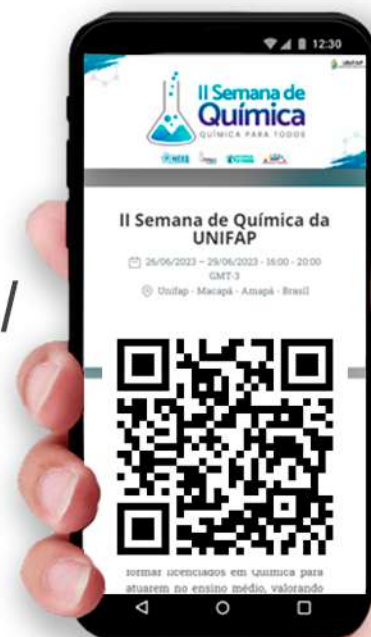 12:30
II Semana de
Química
QUÍMICA PARA TODOS
II Semana de Química da
UNIFAP
26/06/2023 – 29/06/2023 - 16:00 - 20:00
GMT-3
Unifap - Macapá - Amapá - Brasil
/
formar licenciados em Química para
atuarem no ensino médio, valorando